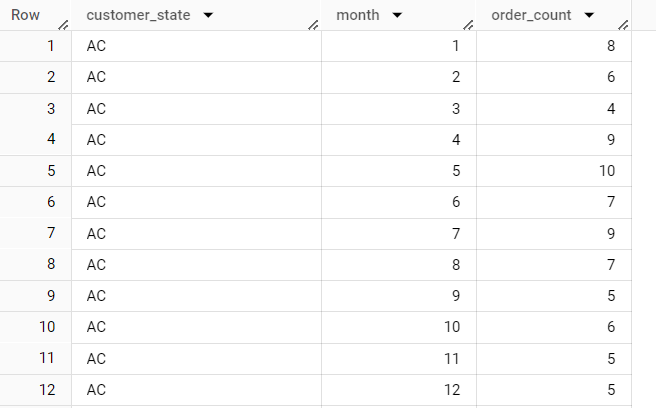 Row customer_state month order_count
1 AC 1 8
2 AC 2 6
3 AC 3 4
4 AC 4 9
5 AC 5 10
6 AC 6 7
7 AC 7 9
8 AC 8 7
9 AC 9 5
10 AC 10 6
11 AC 11 5
12 AC 12 5